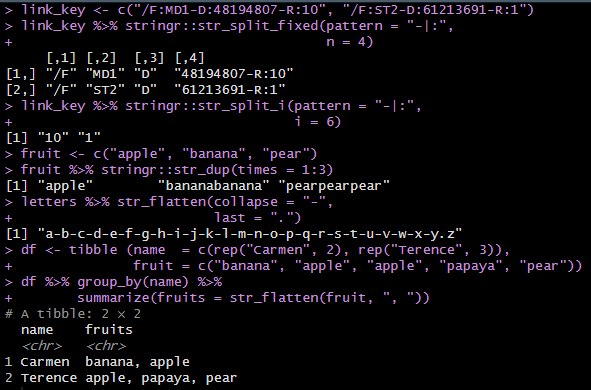 > link_key <- c("/F:MD1-D:48194807-R:10", "/F:ST2-D:61213691-R:1")
> link_key %>% stringr::str_split_fixed(pattern = "-|:",
+                                       n = 4)
     [,1] [,2]  [,3] [,4]
[1,] "/F" "MD1" "D"  "48194807-R:10"
[2,] "/F" "ST2" "D"  "61213691-R:1"
> link_key %>% stringr::str_split_i(pattern = "-|:",
+                                   i = 6)
[1] "10" "1"
> fruit <- c("apple", "banana", "pear")
> fruit %>% stringr::str_dup(times = 1:3)
[1] "apple"        "bananabanana" "pearpearpear"
> letters %>% str_flatten(collapse = "-",
+                         last = ".")
[1] "a-b-c-d-e-f-g-h-i-j-k-l-m-n-o-p-q-r-s-t-u-v-w-x-y.z"
> df <- tibble (name  = c(rep("Carmen", 2), rep("Terence", 3)),
+               fruit = c("banana", "apple", "apple", "papaya", "pear"))
> df %>% group_by(name) %>%
+        summarize(fruits = str_flatten(fruit, ", "))
# A tibble: 2 × 2
  name    fruits
  <chr>   <chr>
1 Carmen  banana, apple
2 Terence apple, papaya, pear